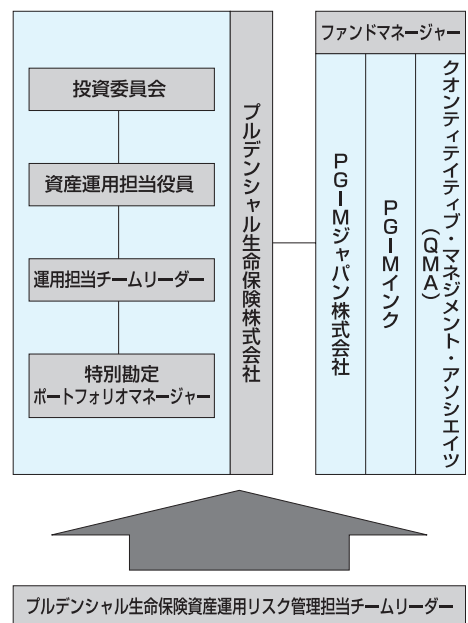 投資委員会
資産運用担当役員
運用担当チームリーダー
特別勘定
ポートフォリオマネージャー
プルデンシャル生命保険株式会社
ファンドマネージャー
PGIMジャパン株式会社
PGIMインク
クオンティテイティブ・マネジメント・アソシエイツ
(QMA)
プルデンシャル生命保険資産運用リスク管理担当チームリーダー